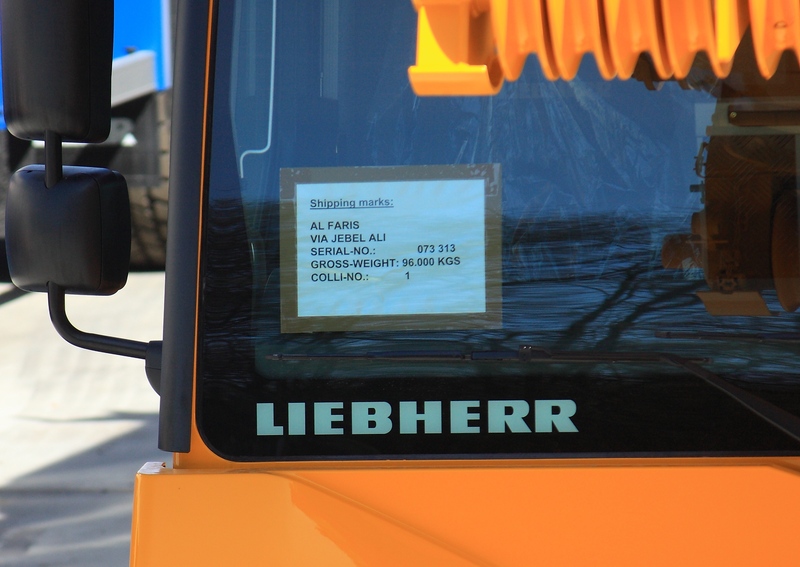 Shipping marks:
AL FARIS
VIA JEBEL ALI
SERIAL-NO.: 073 313
GROSS-WEIGHT: 96.000 KGS
COLLI-NO.: 1
LIEBHERR